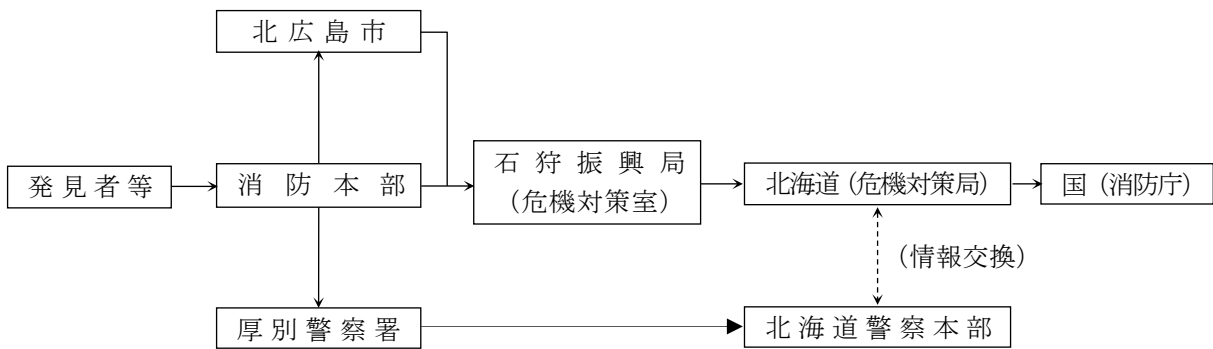 北広島市
発見者等
消防本部
石狩振興局
（危機対策室）
北海道（危機対策局）
国（消防庁）
（情報交換）
厚別警察署
北海道警察本部